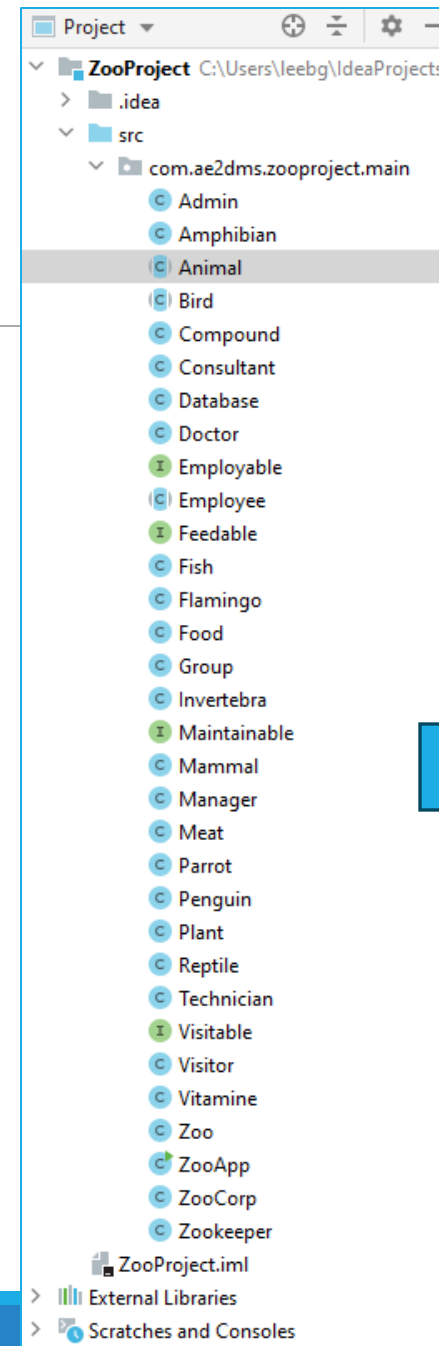 Project
ZooProject C:\Users\leebg\IdeaProjects
.idea
src
com.ae2dms.zooproject.main
C Admin
C Amphibian
C Animal
C Bird
C Compound
C Consultant
C Database
C Doctor
I Employable
C Employee
I Feedable
C Fish
C Flamingo
C Food
C Group
C Invertebra
I Maintainable
C Mammal
C Manager
C Meat
C Parrot
C Penguin
C Plant
C Reptile
C Technician
I Visitable
C Visitor
C Vitamine
C Zoo
C ZooApp
C ZooCorp
C Zookeeper
ZooProject.iml
External Libraries
Scratches and Consoles